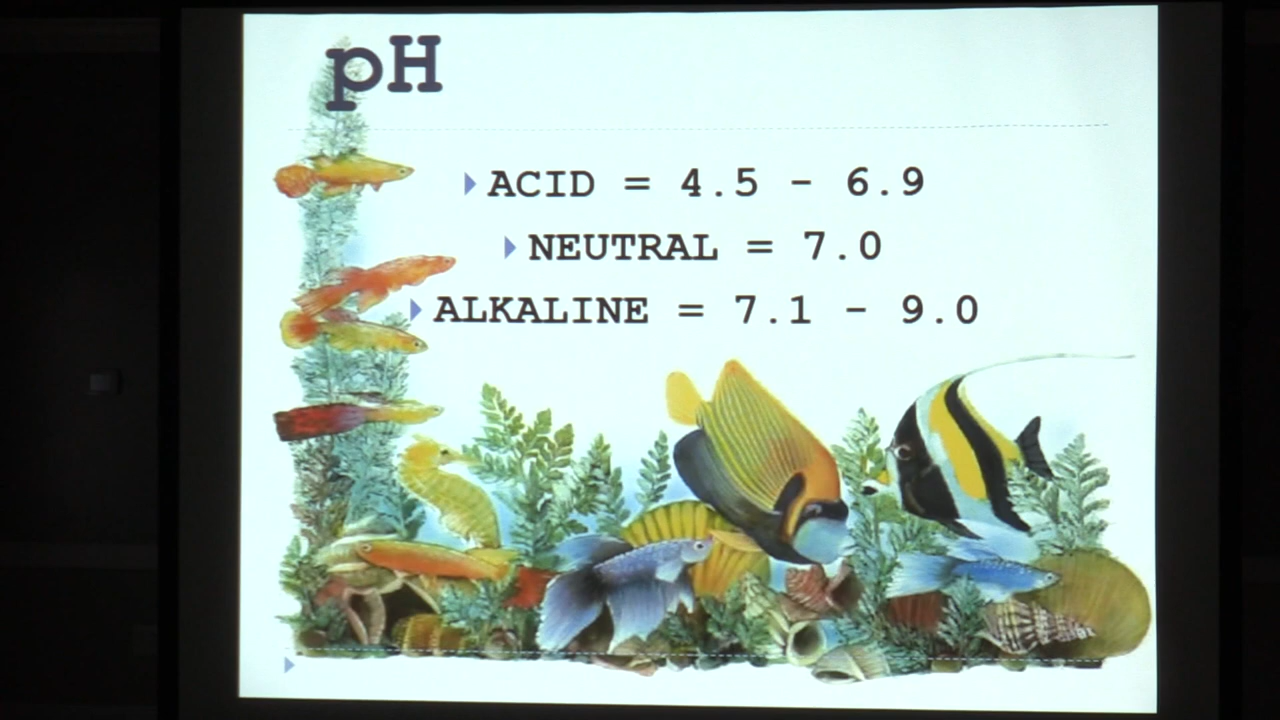 pH
ACID = 4.5 - 6.9
NEUTRAL = 7.0
ALKALINE = 7.1 - 9.0